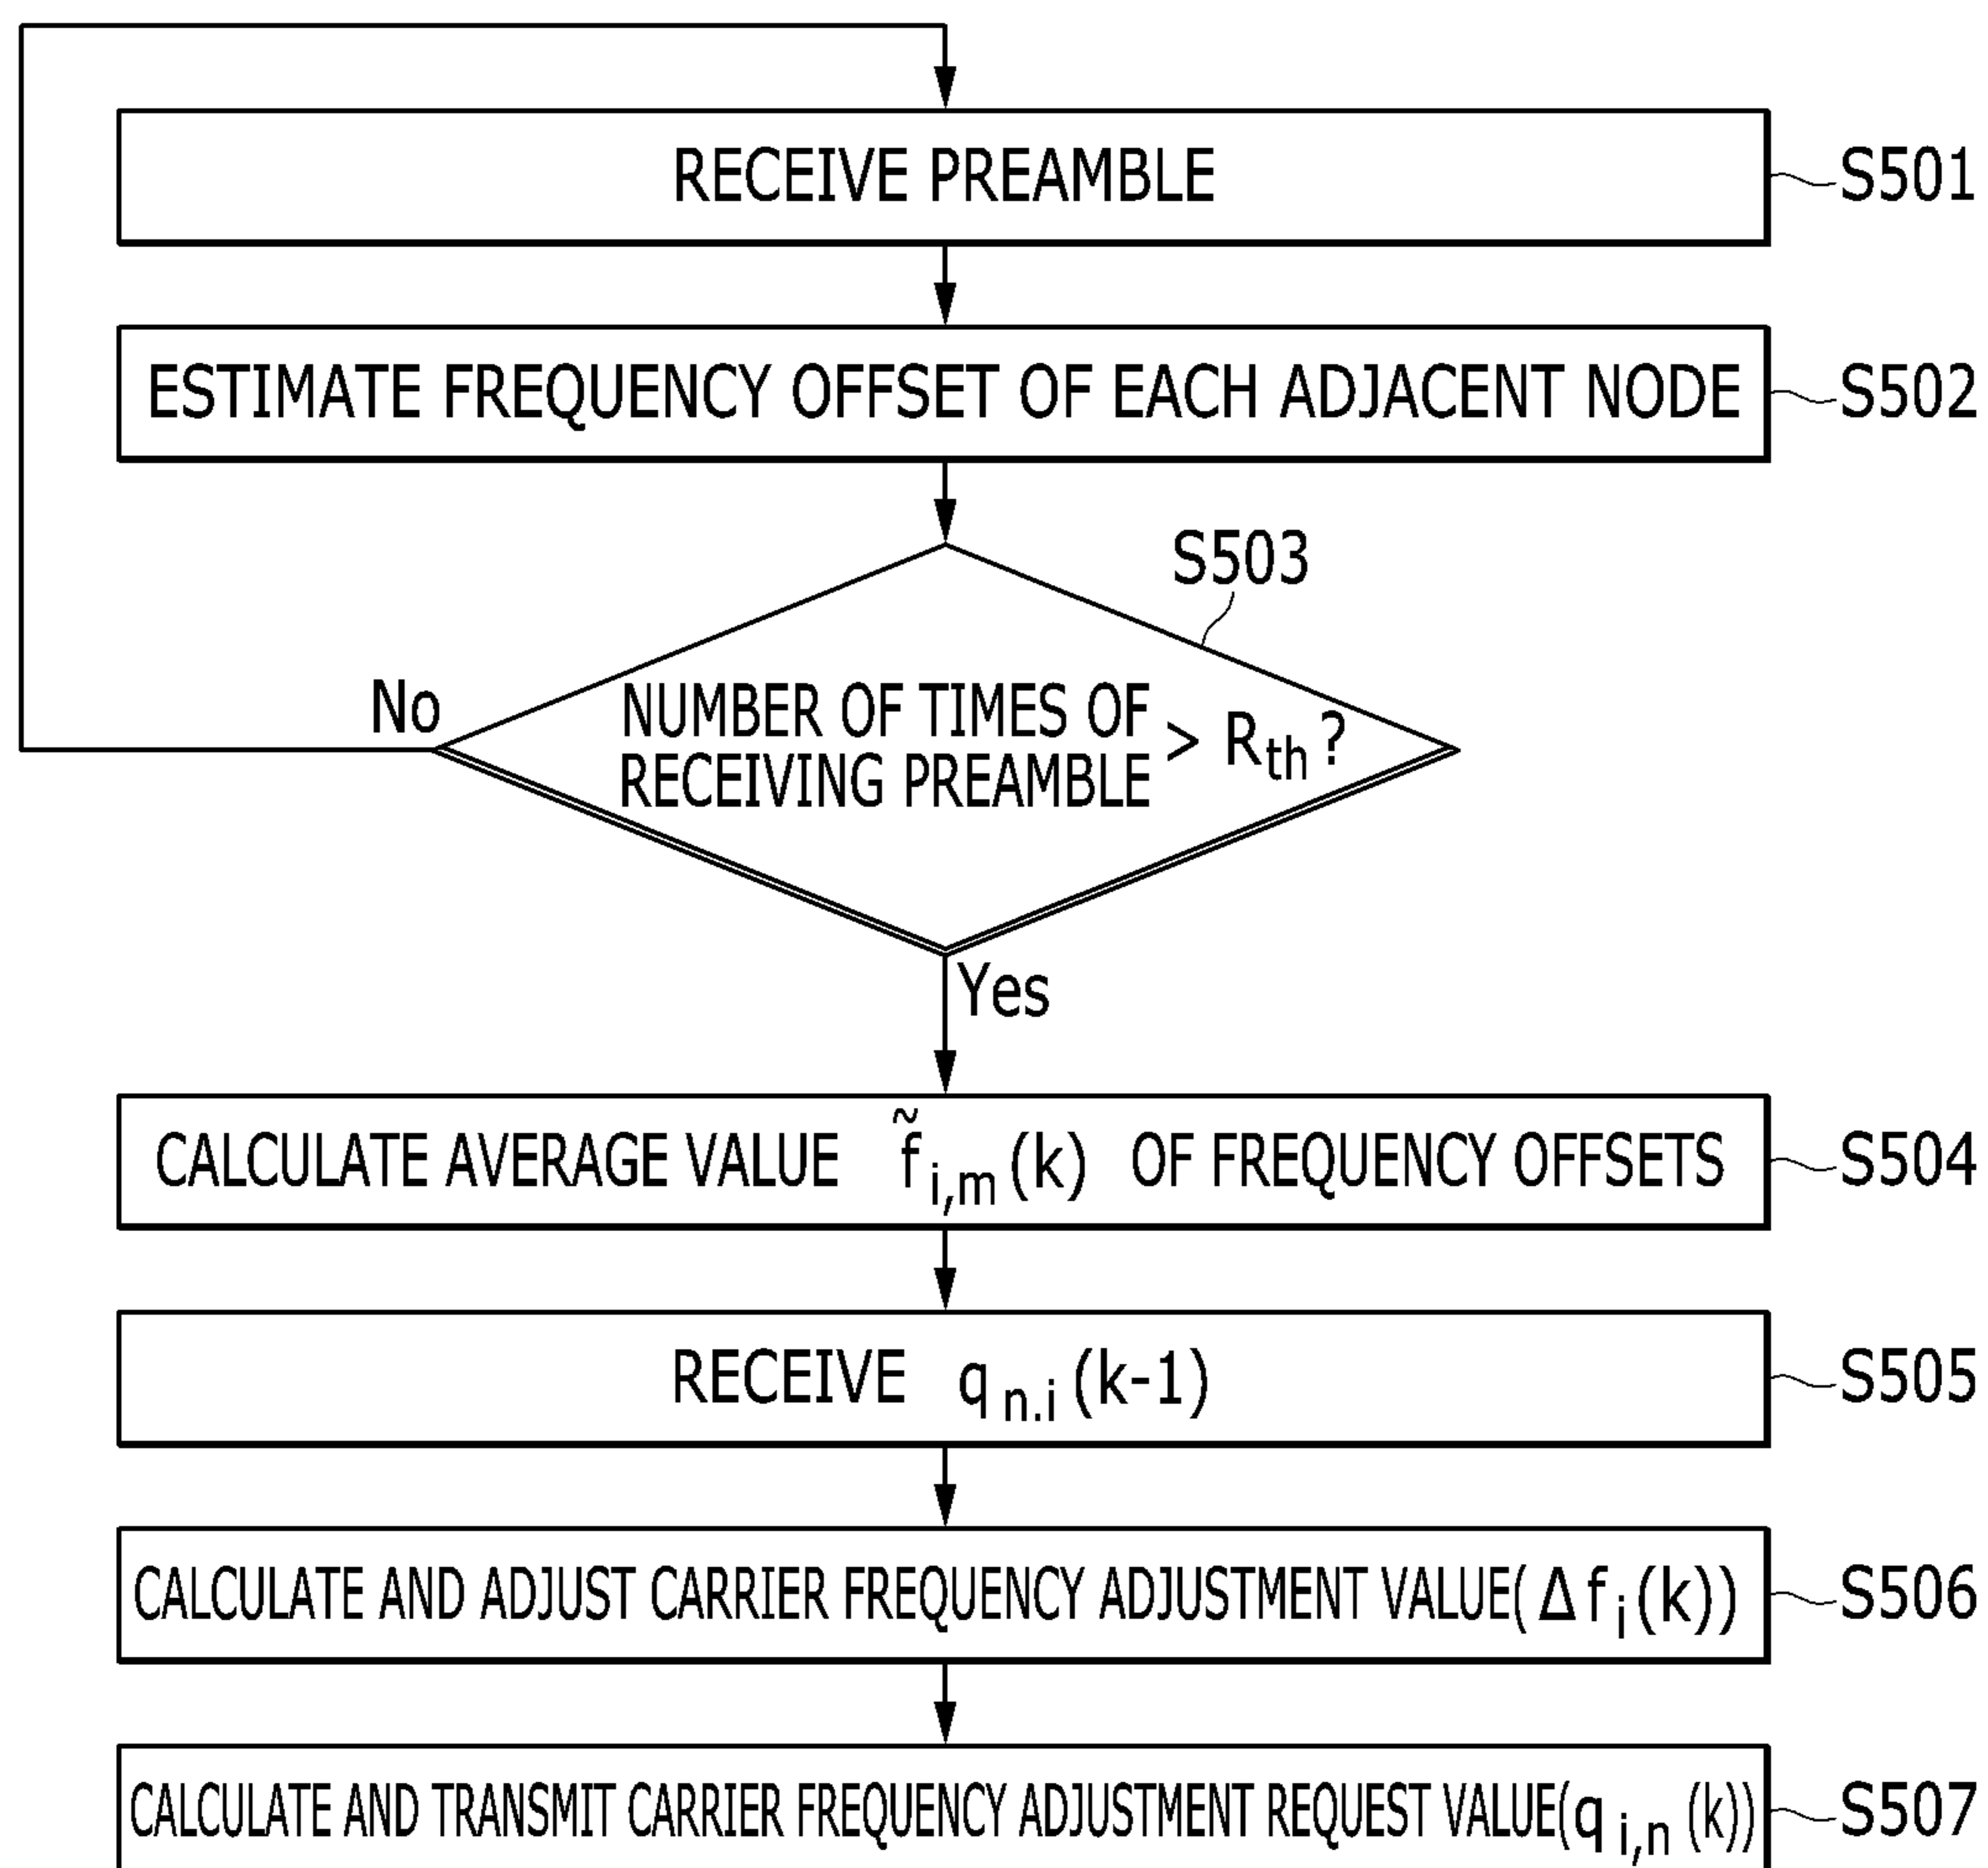 RECEIVE PREAMBLE S501
ESTIMATE FREQUENCY OFFSET OF EACH ADJACENT NODE S502
S503
No
NUMBER OF TIMES OF
RECEIVING PREAMBLE > Rth ?
Yes
CALCULATE AVERAGE VALUE f̃i,m(k) OF FREQUENCY OFFSETS S504
RECEIVE qn.i(k-1) S505
CALCULATE AND ADJUST CARRIER FREQUENCY ADJUSTMENT VALUE(Δfi(k)) S506
CALCULATE AND TRANSMIT CARRIER FREQUENCY ADJUSTMENT REQUEST VALUE(qi,n(k)) S507